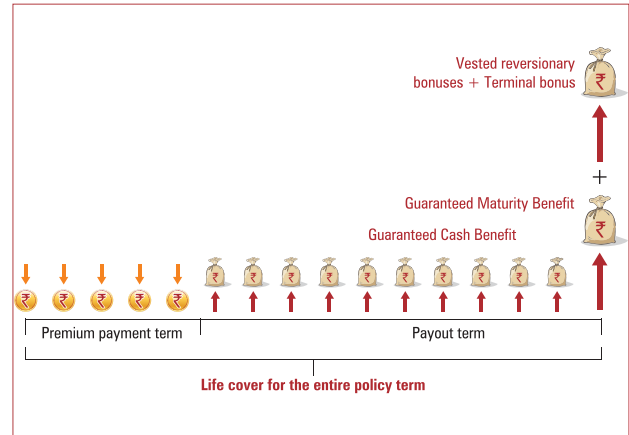 Vested reversionary
bonuses + Terminal bonus
₹
+
Guaranteed Maturity Benefit
₹
Guaranteed Cash Benefit
₹ ₹ ₹ ₹ ₹ ₹ ₹ ₹ ₹ ₹
₹ ₹ ₹ ₹ ₹
Premium payment term
Payout term
Life cover for the entire policy term